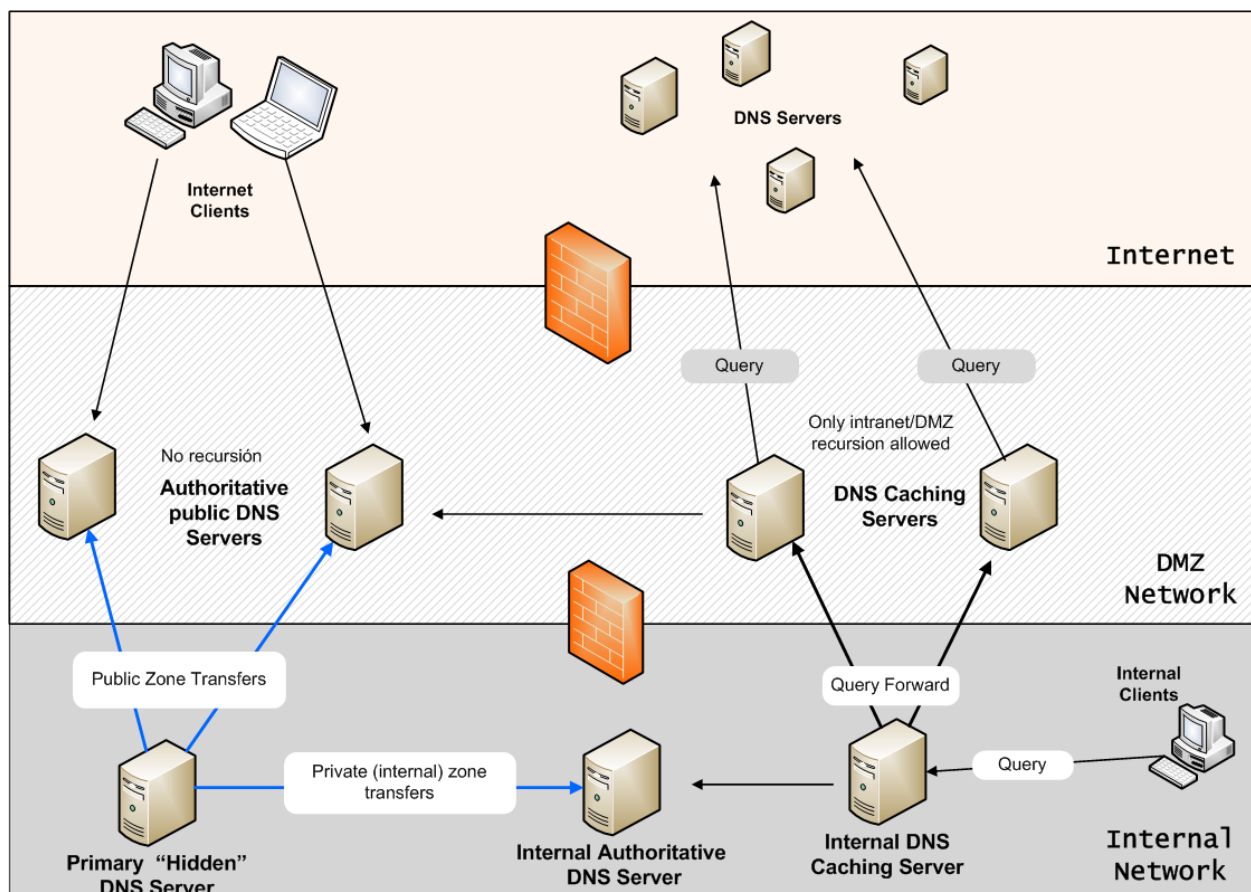 DNS Servers
Internet
Clients
Internet
Query
Query
Only intranet/DMZ
recursion allowed
No recursión
Authoritative
public DNS
Servers
DNS Caching
Servers
DMZ
Network
Public Zone Transfers
Query Forward
Internal
Clients
Private (internal) zone
transfers
Query
Primary “Hidden”
DNS Server
Internal Authoritative
DNS Server
Internal DNS
Caching Server
Internal
Network